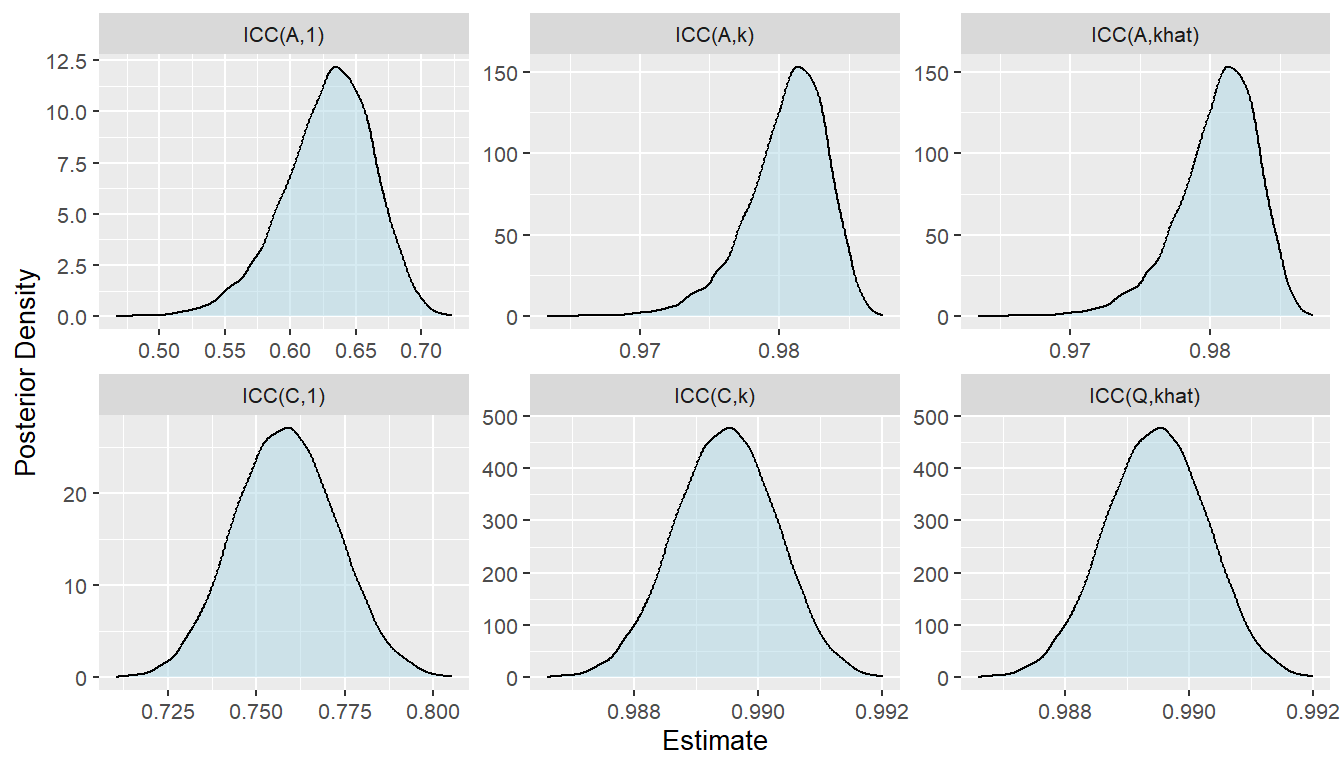 ICC(A,1)
ICC(A,k)
ICC(A,khat)
12.5
10.0
7.5
5.0
2.5
0.0
150
100
50
0
150
100
50
0
0.50 0.55 0.60 0.65 0.70
0.97 0.98
0.97 0.98
Posterior Density
ICC(C,1)
ICC(C,k)
ICC(Q,khat)
20
10
0
500
400
300
200
100
0
500
400
300
200
100
0
0.725 0.750 0.775 0.800
0.988 0.990 0.992
0.988 0.990 0.992
Estimate